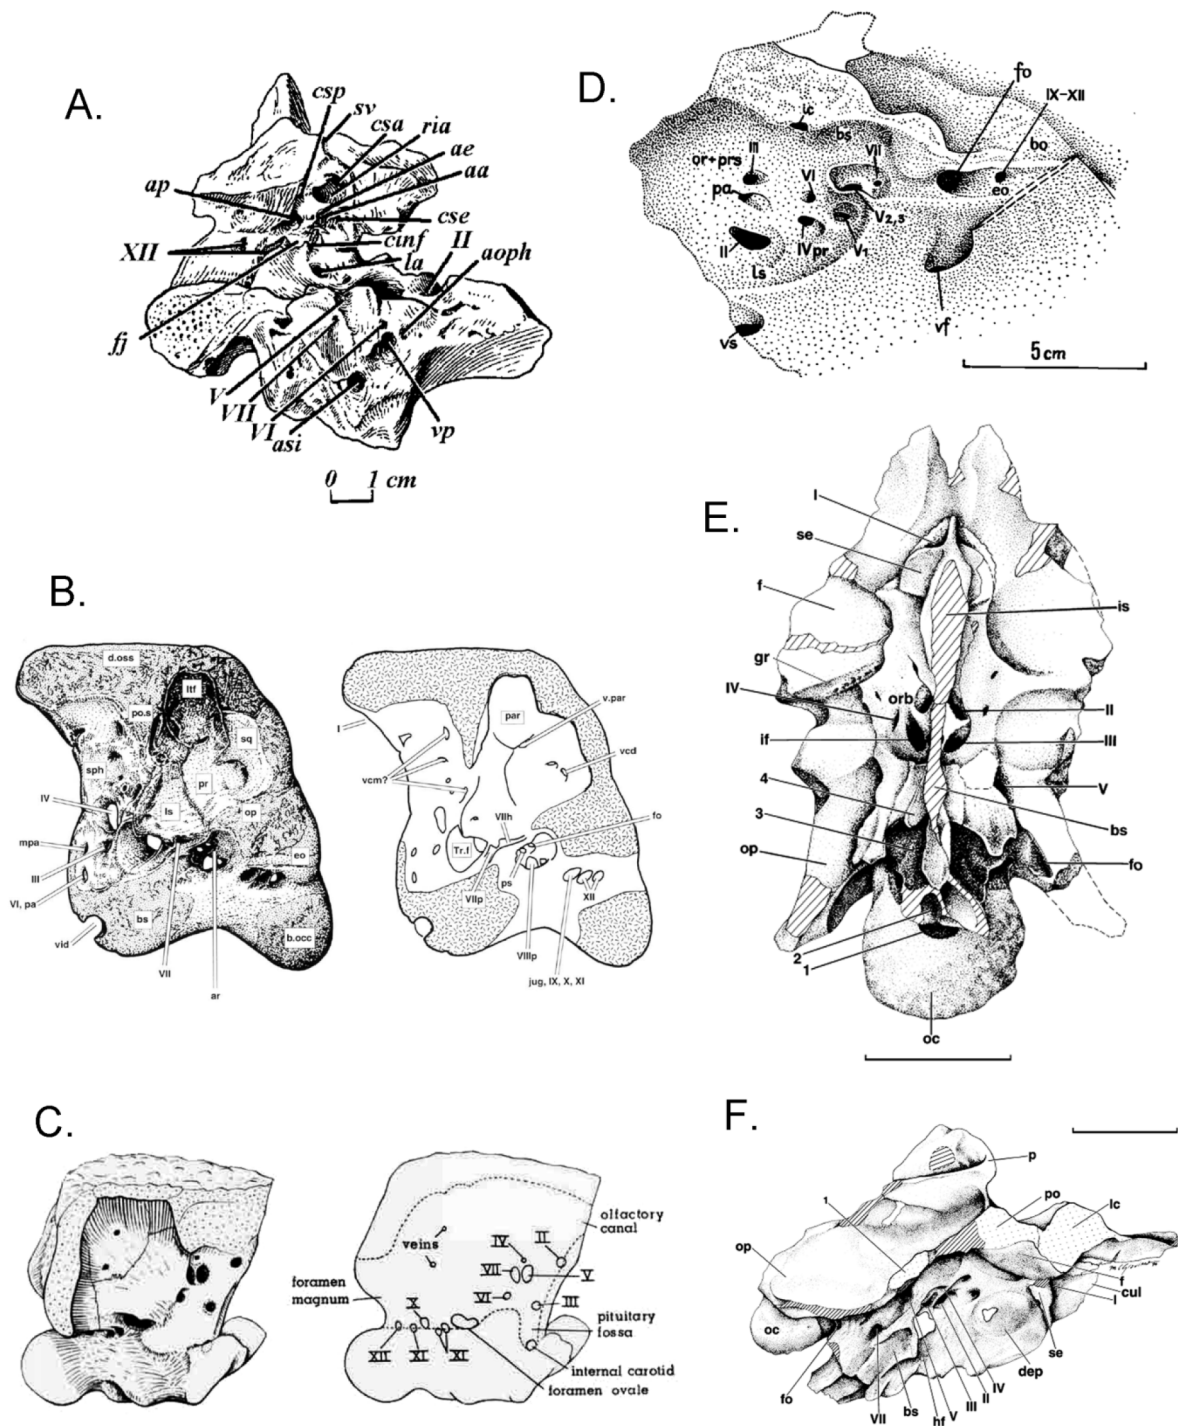 A.
csp
sv
csa
ria
ae
aa
ap
cse
XII
cinf
II
la
aoph
fj
V
VII
VI
asi
vp
0 1 cm
D.
fo
IX-XII
ic
bs
III
VII
or+prs
bo
pa
VI
eo
V2,3
II
IV
pr
V1
ls
vs
vf
5 cm
B.
d.oss
ltf
po.s
sq
sph
pr
ls
IV
op
mpa
eo
III
VI, pa
bs
b.occ
vid
VII
ar
I
par
v.par
vcm?
vcd
VIIh
fo
Tr.f
ps
XII
VIIp
VIIIp
jug, IX, X, XI
E.
I
se
f
is
gr
IV
orb
II
if
III
4
V
3
bs
op
fo
2
1
oc
C.
olfactory
canal
veins
IV
II
VII
V
foramen
magnum
VI
III
X
pituitary
fossa
XII
XI
XI
internal carotid
foramen ovale
F.
p
1
po
lc
op
f
cul
I
oc
se
dep
fo
IV
II
III
VII
bs
hf
V